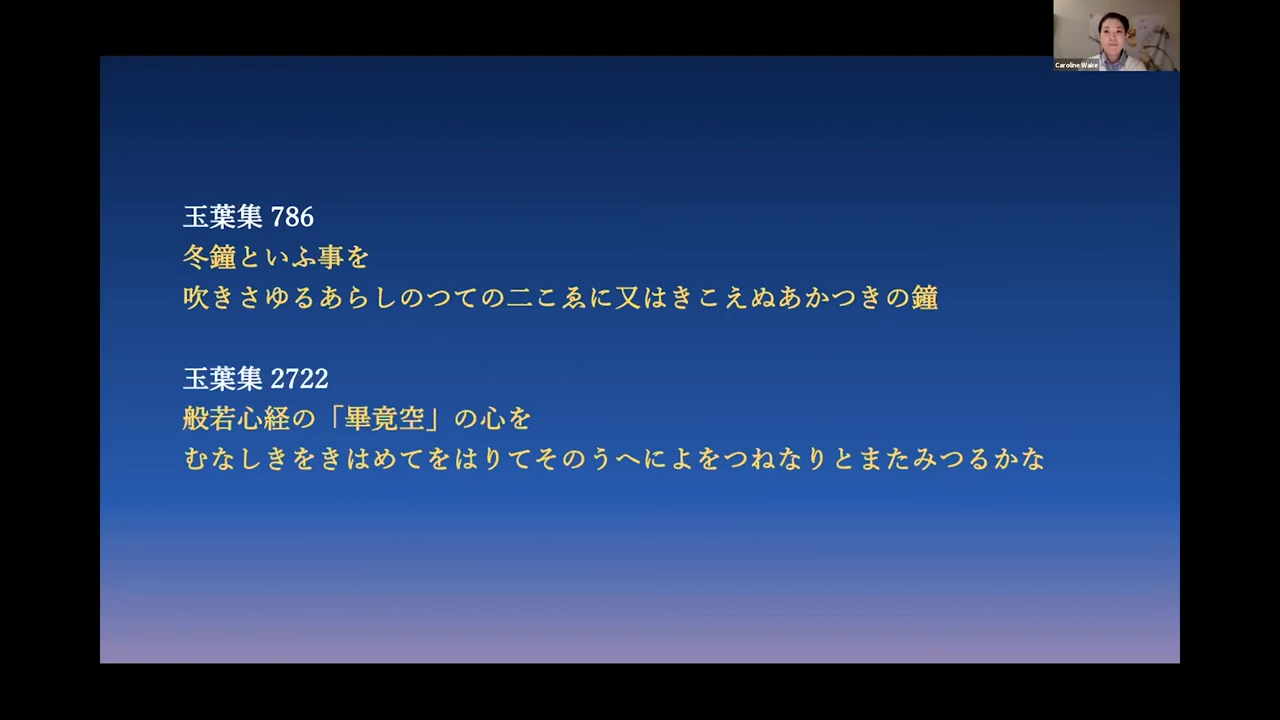 Caroline Wake
玉葉集 786
冬鐘といふ事を
吹きさゆるあらしのつての二こゑに又はきこえぬあかつきの鐘
玉葉集 2722
般若心経の「畢竟空」の心を
むなしきをきはめてをはりてそのうへによをつねなりとまたみつるかな